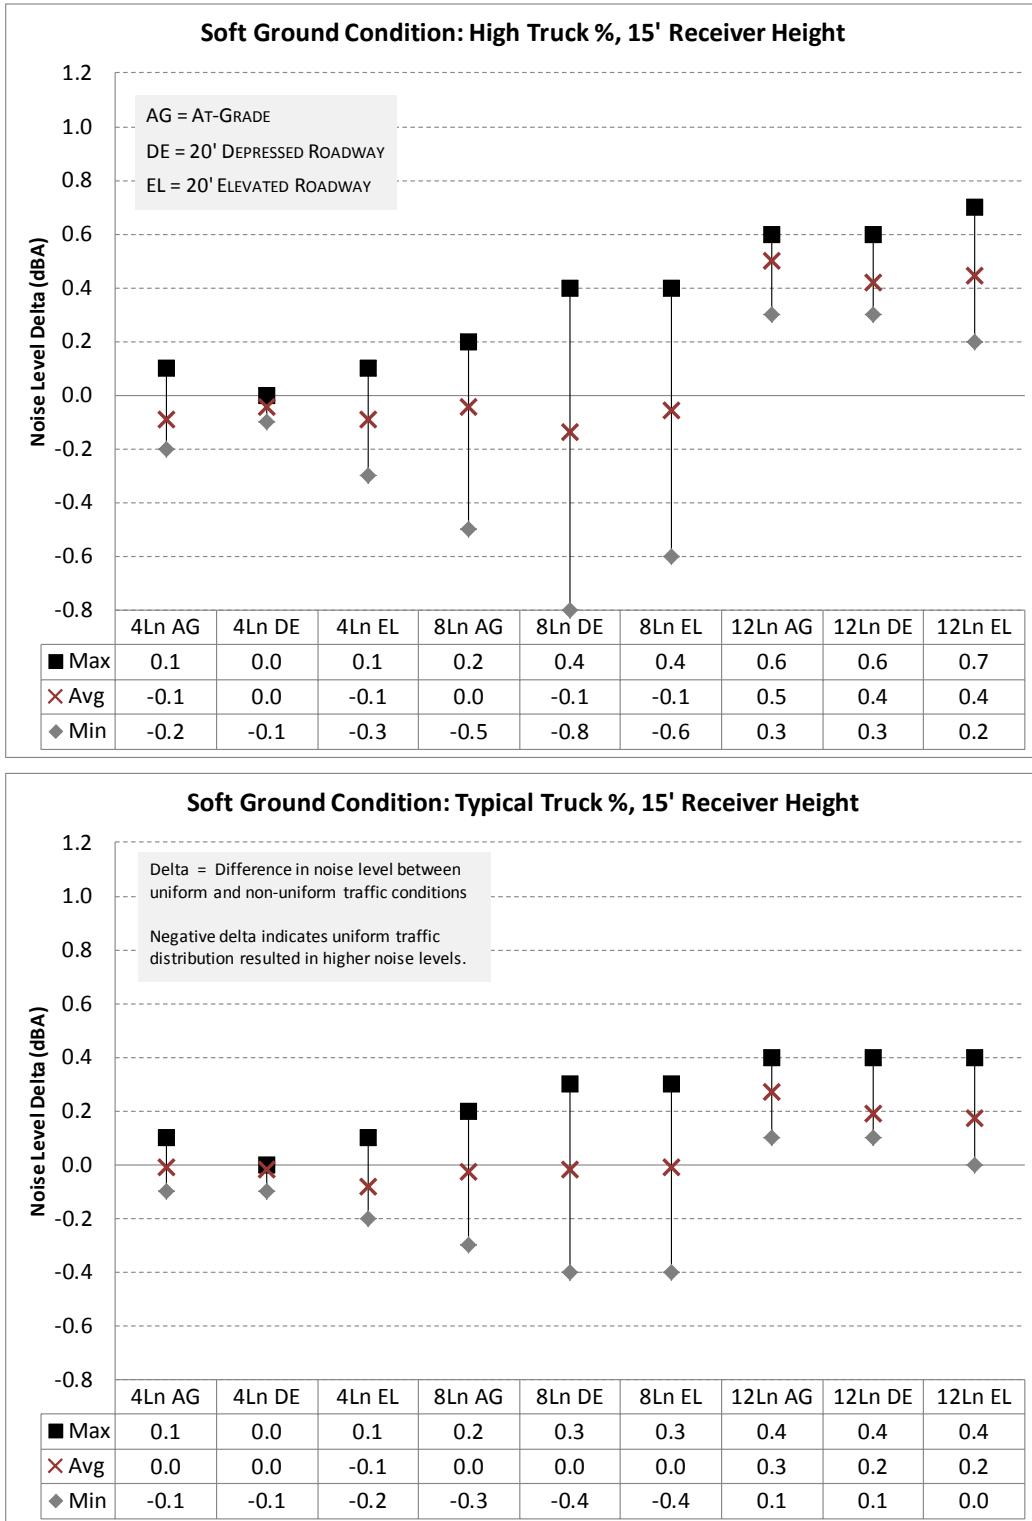 Soft Ground Condition: High Truck %, 15' Receiver Height
Noise Level Delta (dBA)
1.2
1.0
0.8
0.6
0.4
0.2
0.0
-0.2
-0.4
-0.6
-0.8
AG = AT-GRADE
DE = 20' DEPRESSED ROADWAY
EL = 20' ELEVATED ROADWAY
4Ln AG 4Ln DE 4Ln EL 8Ln AG 8Ln DE 8Ln EL 12Ln AG 12Ln DE 12Ln EL
Max 0.1 0.0 0.1 0.2 0.4 0.4 0.6 0.6 0.7
Avg -0.1 0.0 -0.1 0.0 -0.1 -0.1 0.5 0.4 0.4
Min -0.2 -0.1 -0.3 -0.5 -0.8 -0.6 0.3 0.3 0.2
Soft Ground Condition: Typical Truck %, 15' Receiver Height
Noise Level Delta (dBA)
1.2
1.0
0.8
0.6
0.4
0.2
0.0
-0.2
-0.4
-0.6
-0.8
Delta = Difference in noise level between
uniform and non-uniform traffic conditions
Negative delta indicates uniform traffic
distribution resulted in higher noise levels.
4Ln AG 4Ln DE 4Ln EL 8Ln AG 8Ln DE 8Ln EL 12Ln AG 12Ln DE 12Ln EL
Max 0.1 0.0 0.1 0.2 0.3 0.3 0.4 0.4 0.4
Avg 0.0 0.0 -0.1 0.0 0.0 0.0 0.3 0.2 0.2
Min -0.1 -0.1 -0.2 -0.3 -0.4 -0.4 0.1 0.1 0.0